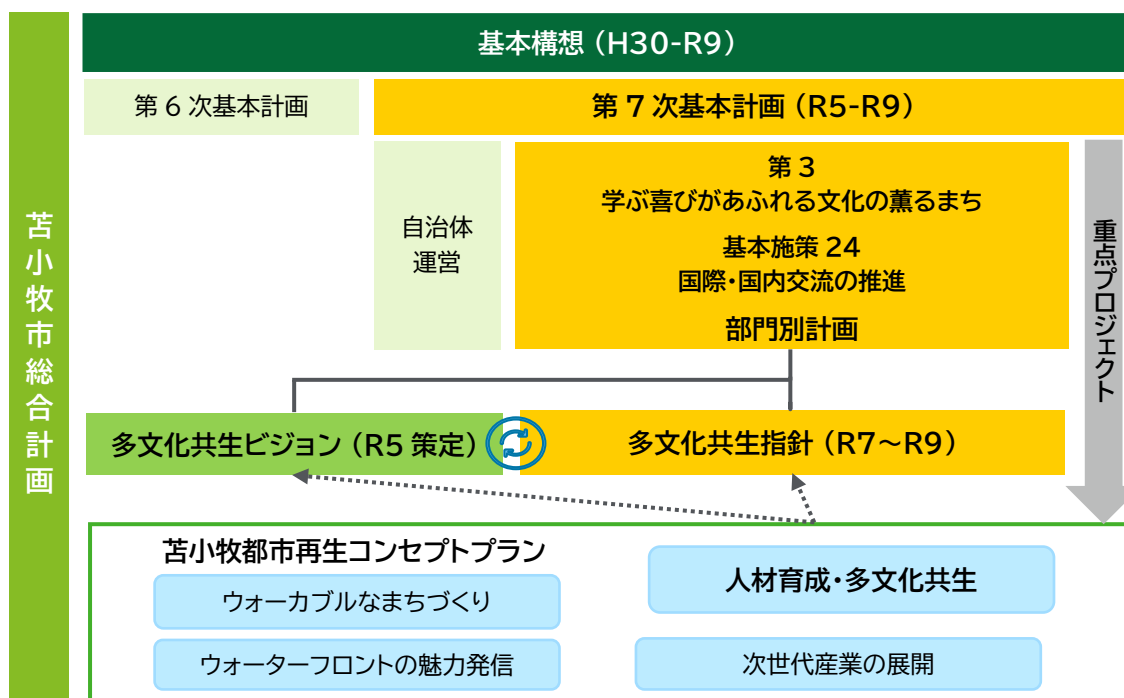 苫小牧市総合計画
基本構想（H30-R9）
第６次基本計画
第７次基本計画（R5-R9）
自治体
運営
第３
学ぶ喜びがあふれる文化の薫るまち
基本施策 24
国際・国内交流の推進
部門別計画
重点プロジェクト
多文化共生ビジョン（R5 策定）
多文化共生指針（R7～R9）
苫小牧都市再生コンセプトプラン
ウォーカブルなまちづくり
人材育成・多文化共生
ウォーターフロントの魅力発信
次世代産業の展開